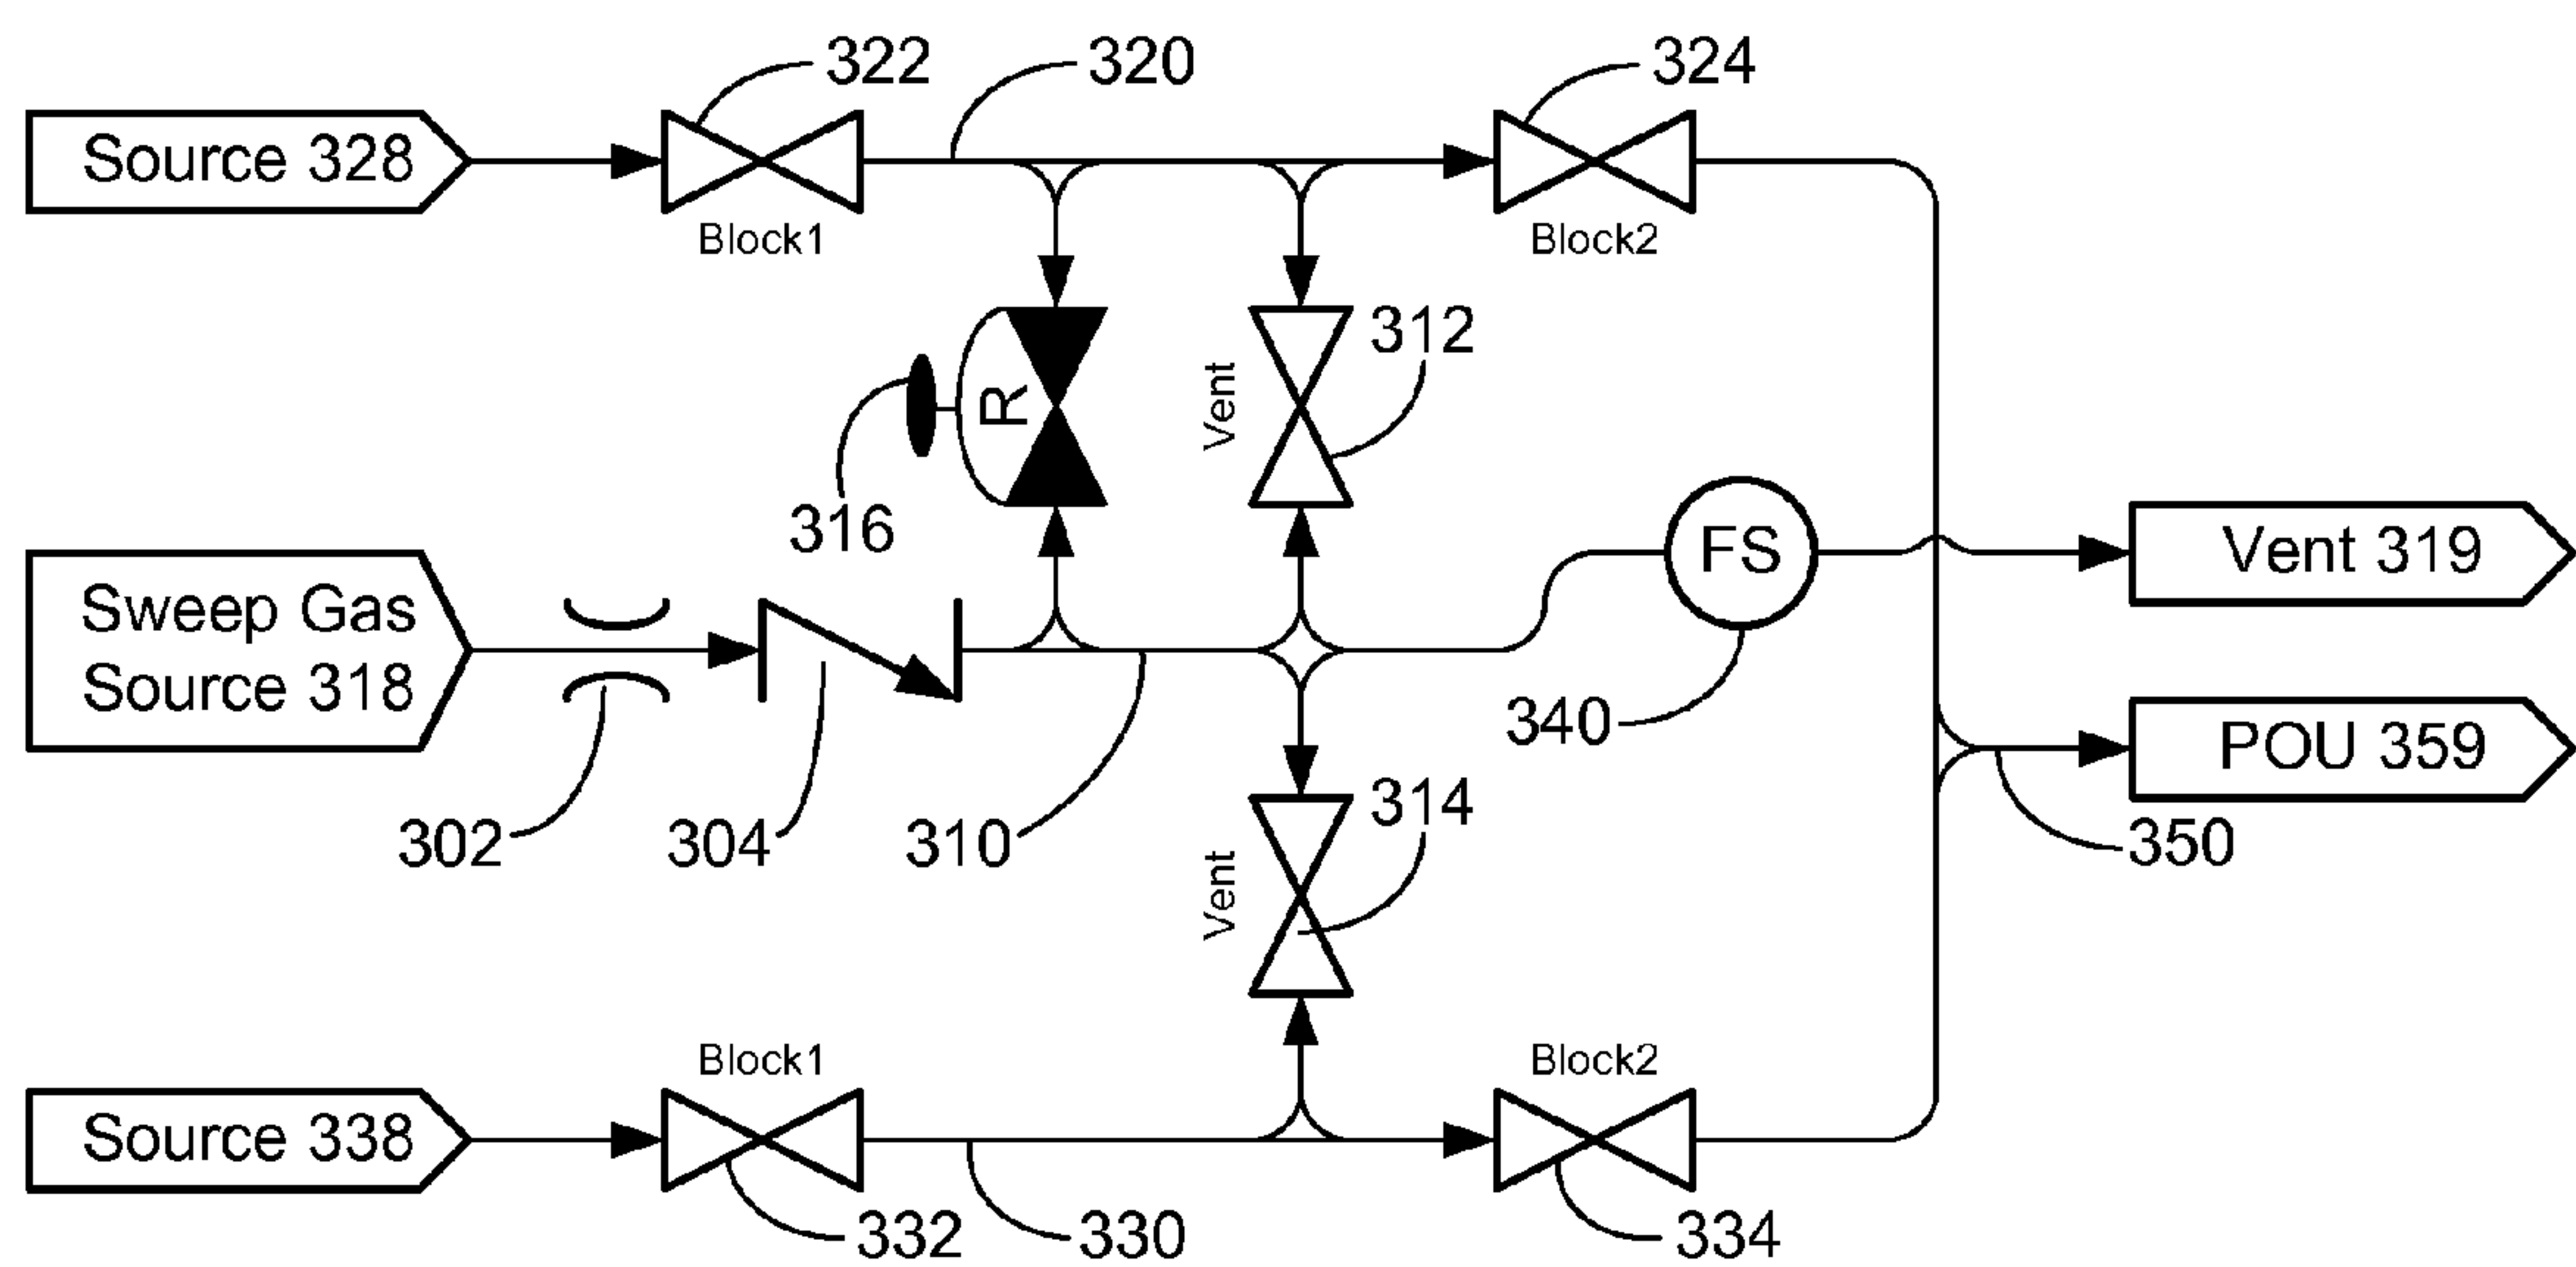 322
320
324
Source 328
Block1
Block2
316
R
Vent
312
FS
Vent 319
Sweep Gas
Source 318
340
POU 359
302
304
310
Vent
314
350
Block1
Block2
Source 338
332
330
334